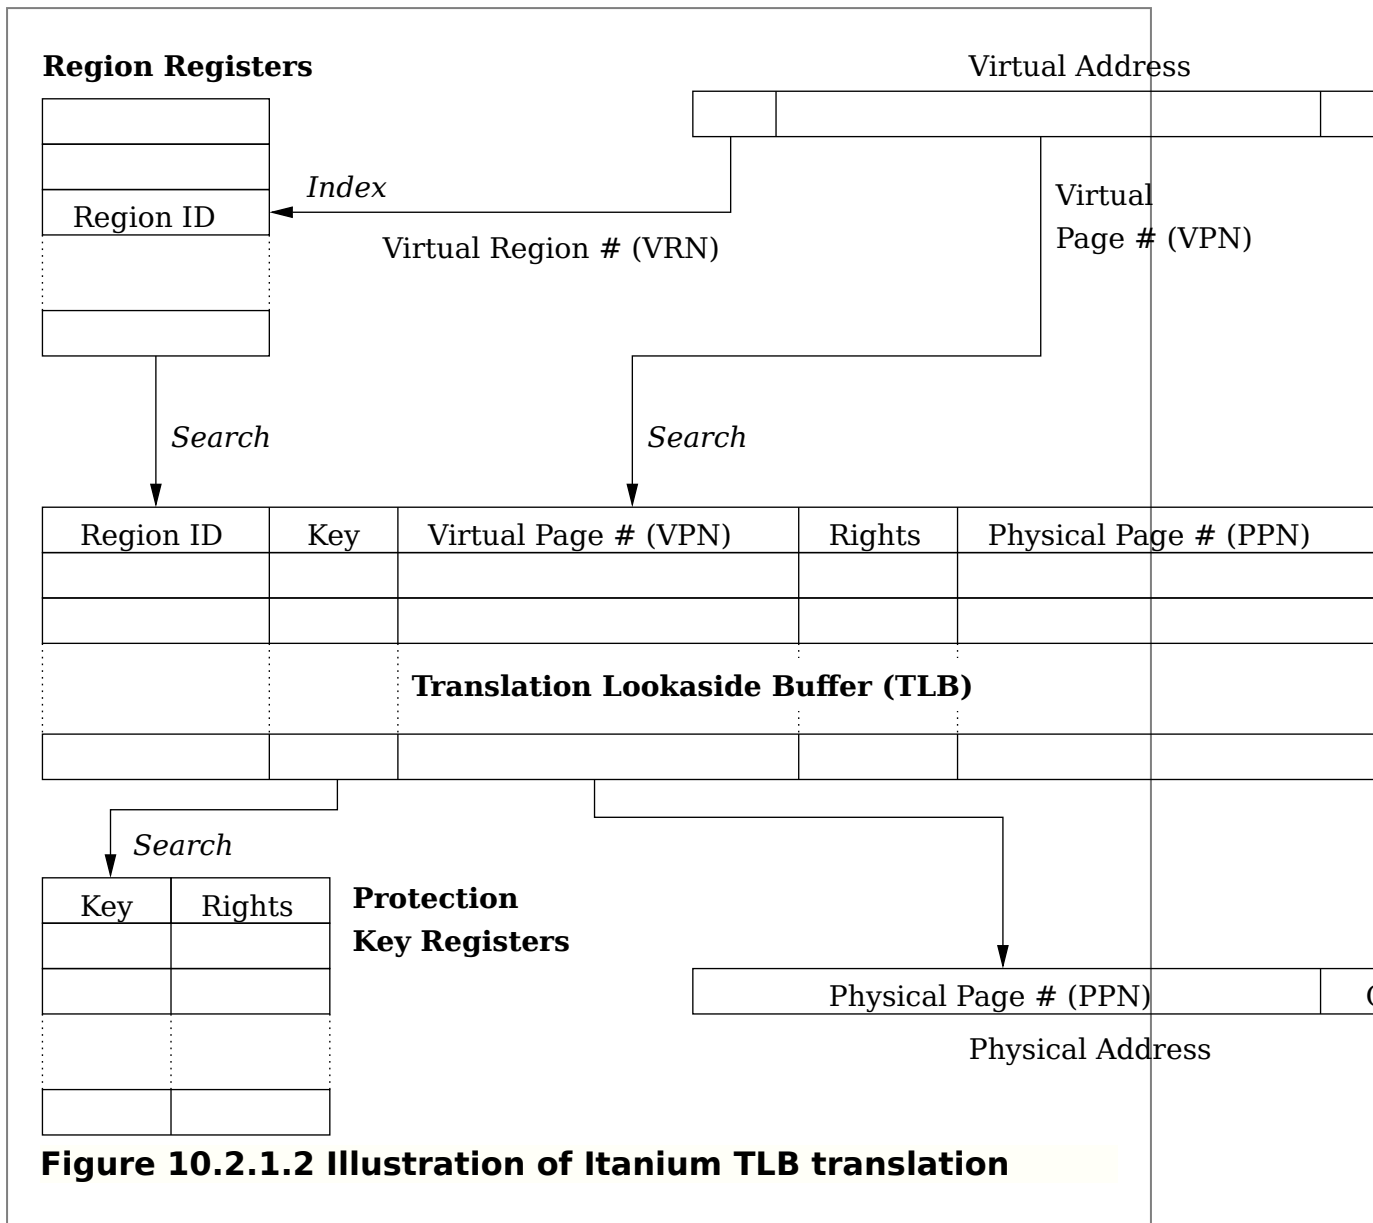 Region Registers
Virtual Address
Index
Virtual
Region ID
Virtual Region # (VRN)
Page # (VPN)
Search
Search
Region ID
Key
Virtual Page # (VPN)
Rights
Physical Page # (PPN)
Translation Lookaside Buffer (TLB)
Search
Key
Rights
Protection
Key Registers
Physical Page # (PPN)
Physical Address
Figure 10.2.1.2 Illustration of Itanium TLB translation